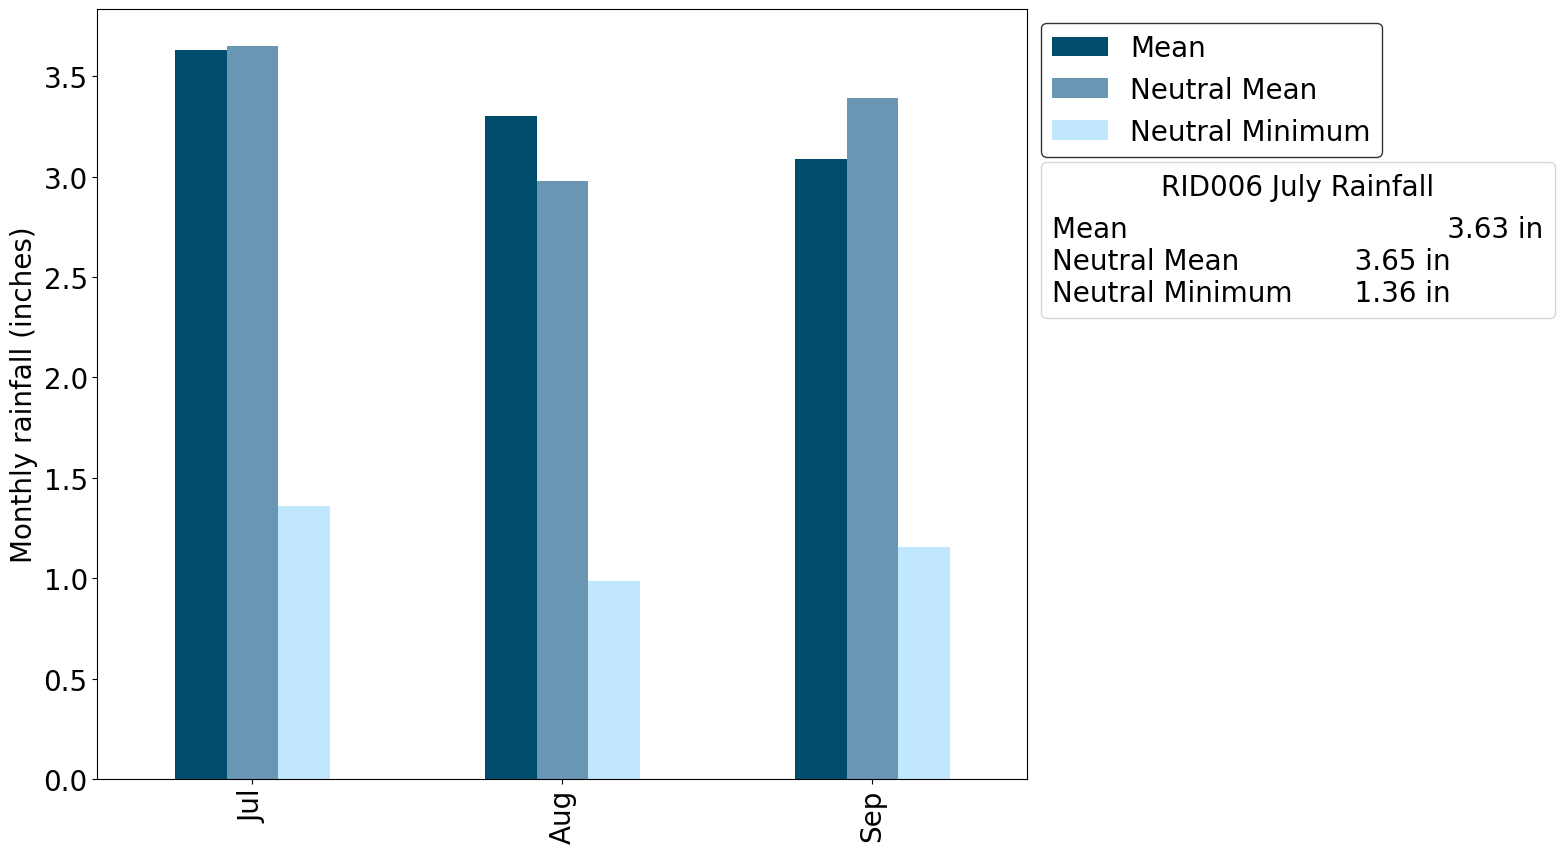 Monthly rainfall (inches)
3.5
3.0
2.5
2.0
1.5
1.0
0.5
0.0
Jul
Aug
Sep
Mean
Neutral Mean
Neutral Minimum
RID006 July Rainfall
Mean 3.63 in
Neutral Mean 3.65 in
Neutral Minimum 1.36 in